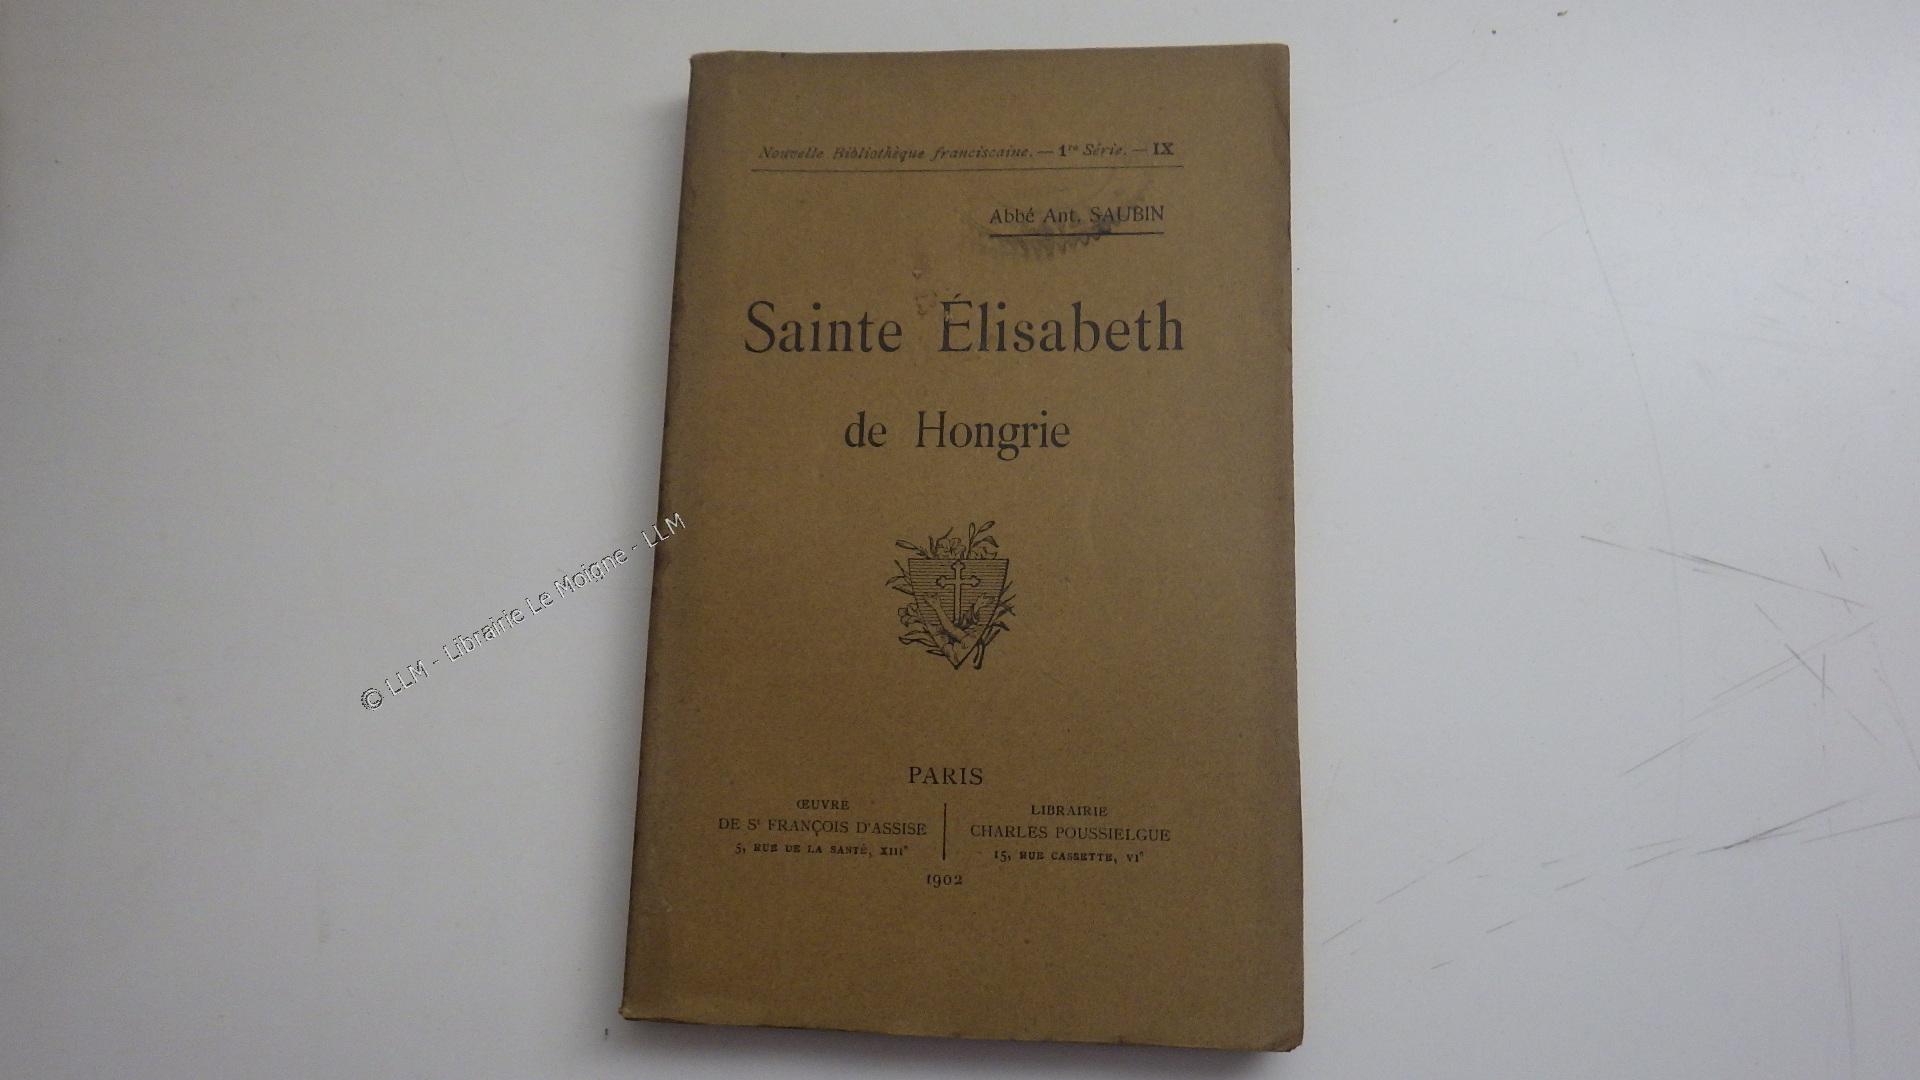 Nouvelle Bibliothèque franciscaine. — 1re Série. — IX
Abbé Ant. SAUBIN
Sainte Élisabeth
de Hongrie
© LLM - Librairie Le Moigne - LLM
PARIS
ŒUVRE
DE St FRANÇOIS D'ASSISE
5, RUE DE LA SANTÉ, XIIIe
LIBRAIRIE
CHARLES POUSSIELGUE
15, RUE CASSETTE, VIe
1902